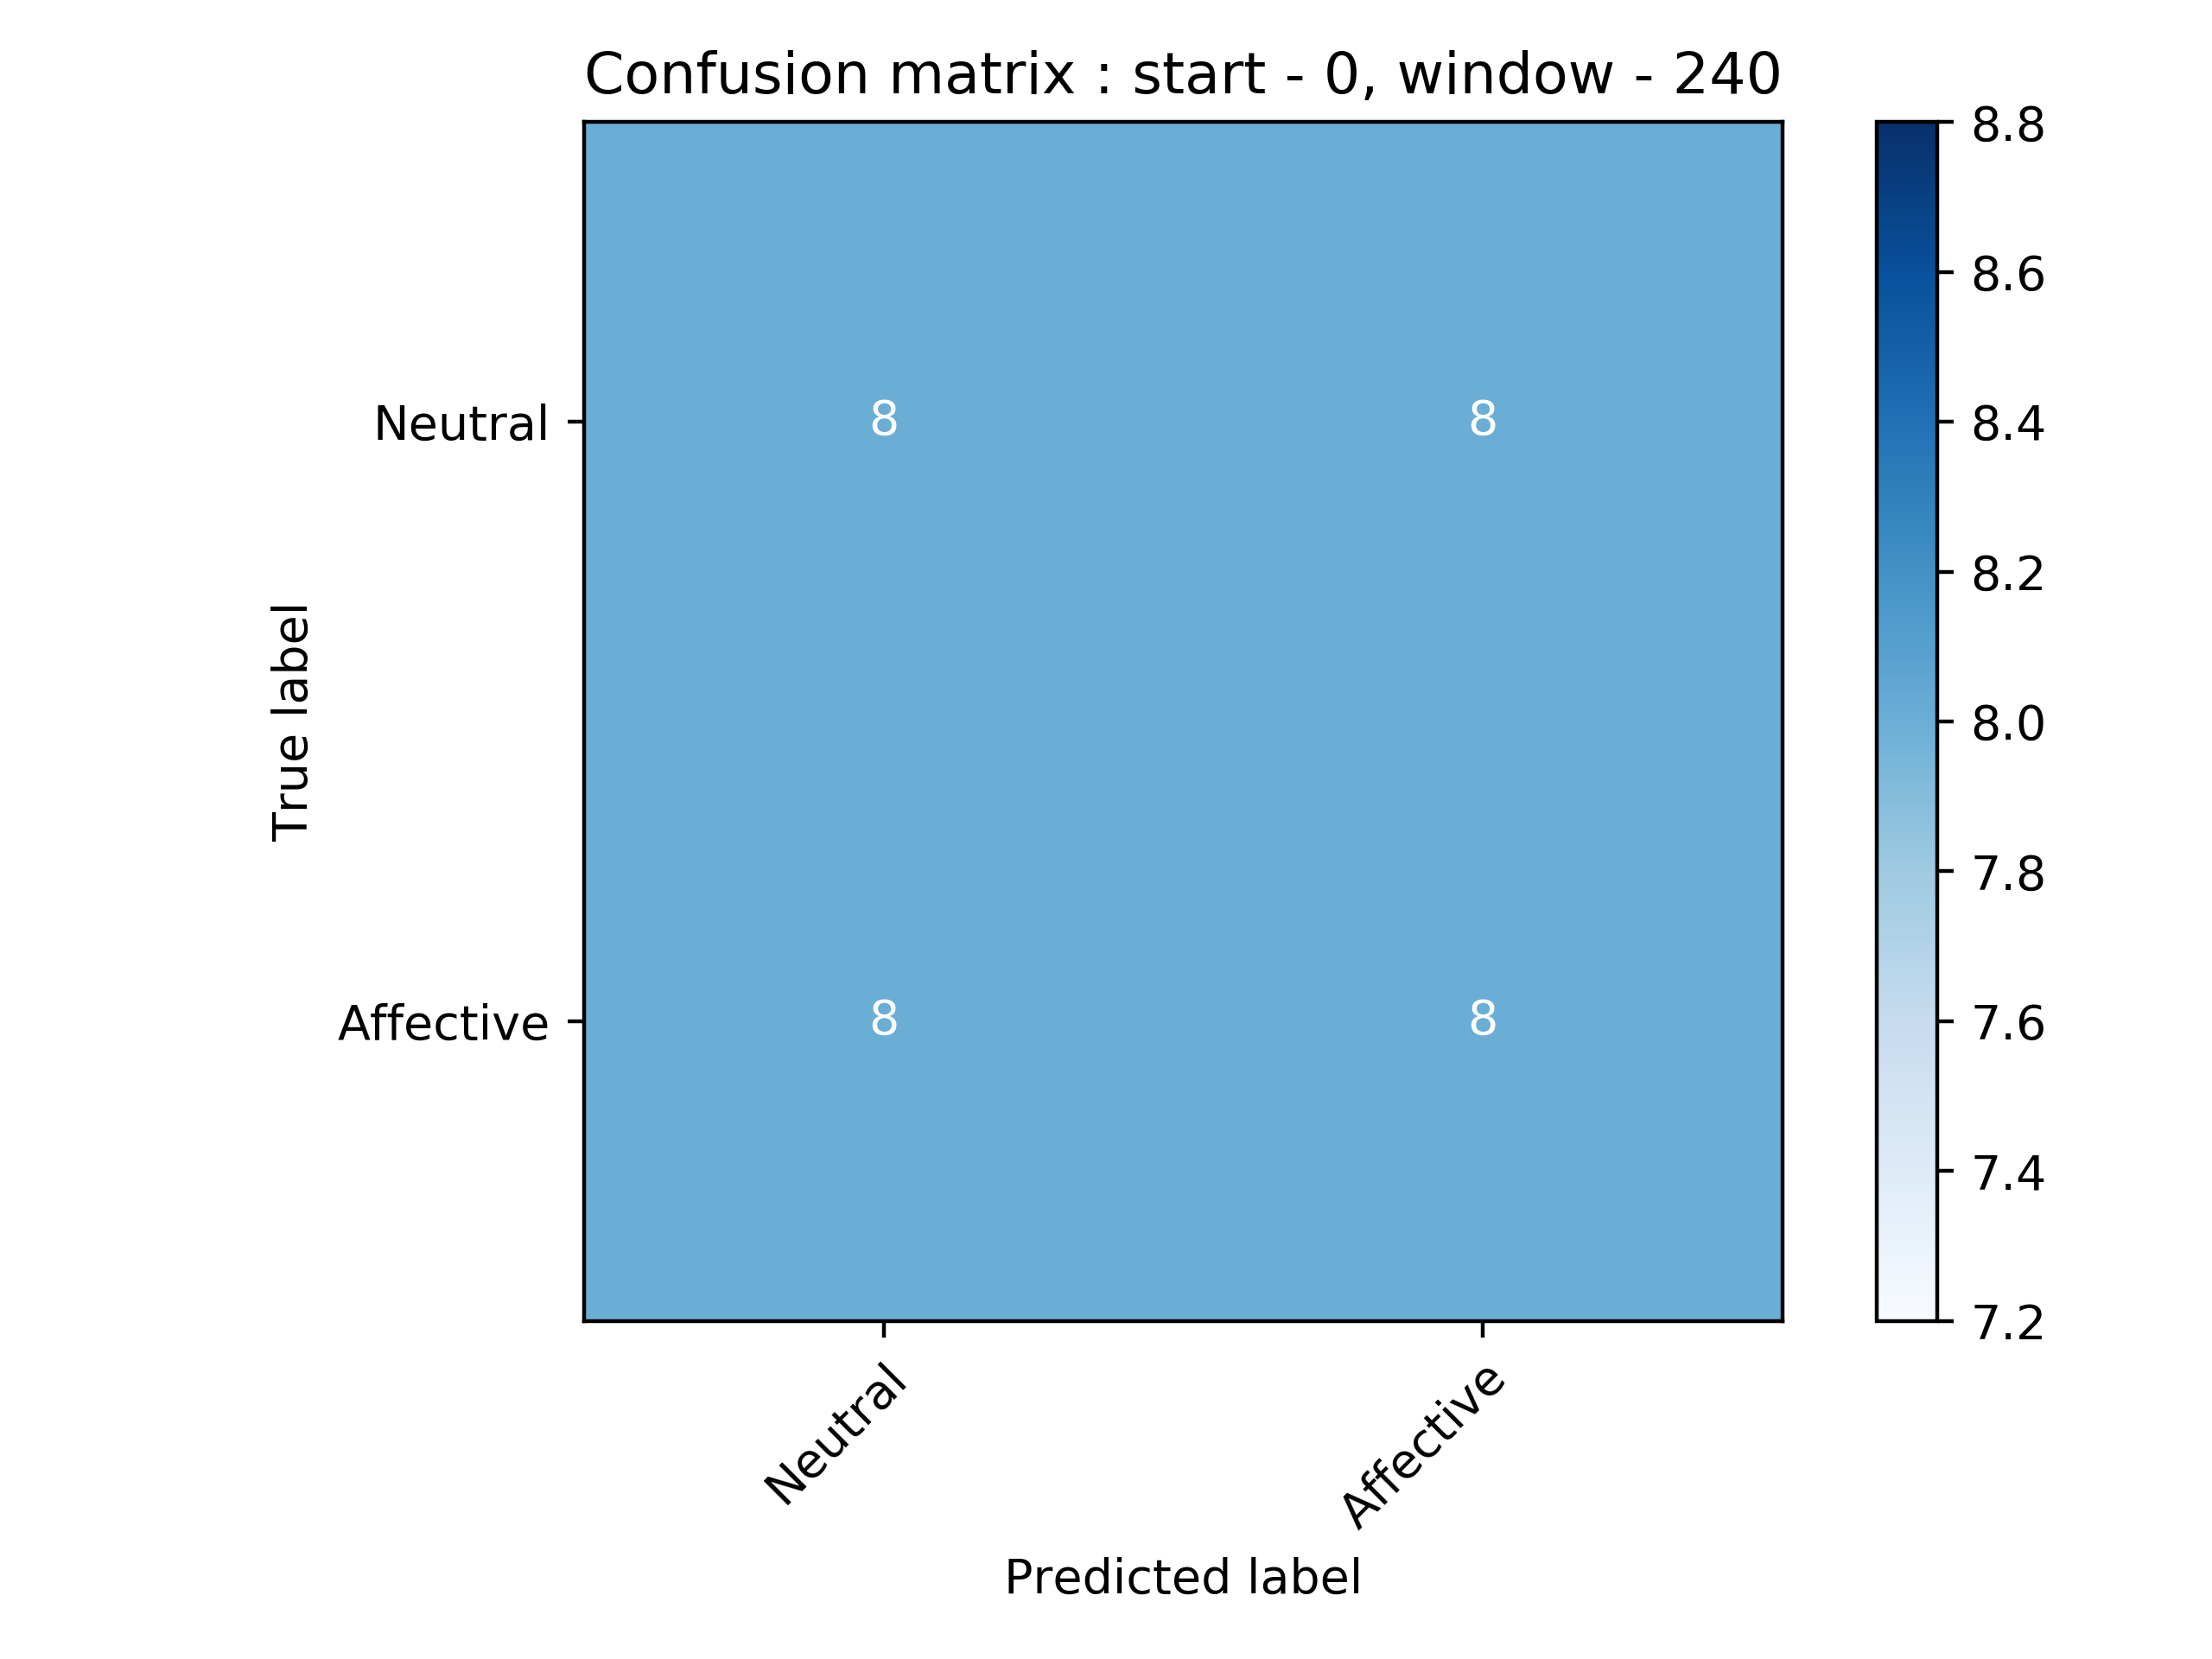 Confusion matrix : start - 0, window - 240
True label
Neutral
Affective
8 8
8 8
Neutral
Affective
Predicted label
8.8
8.6
8.4
8.2
8.0
7.8
7.6
7.4
7.2